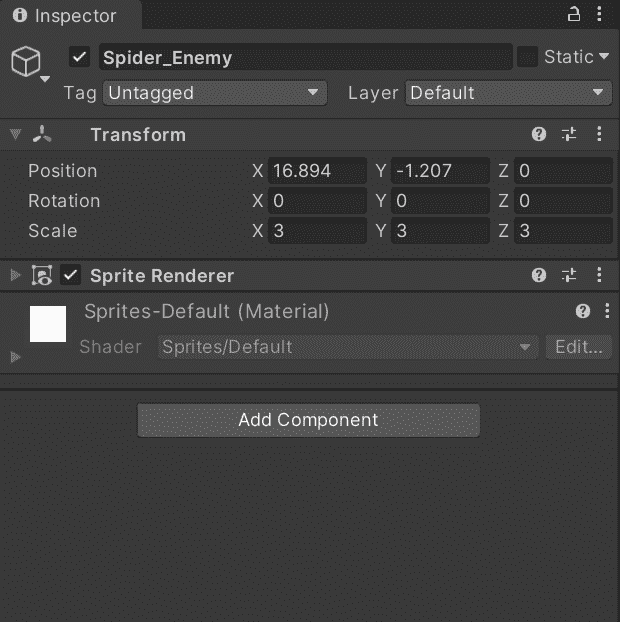 Inspector
Spider_Enemy Static
Tag Untagged Layer Default
Transform
Position X 16.894 Y -1.207 Z 0
Rotation X 0 Y 0 Z 0
Scale X 3 Y 3 Z 3
Sprite Renderer
Sprites-Default (Material)
Shader Sprites/Default Edit...
Add Component